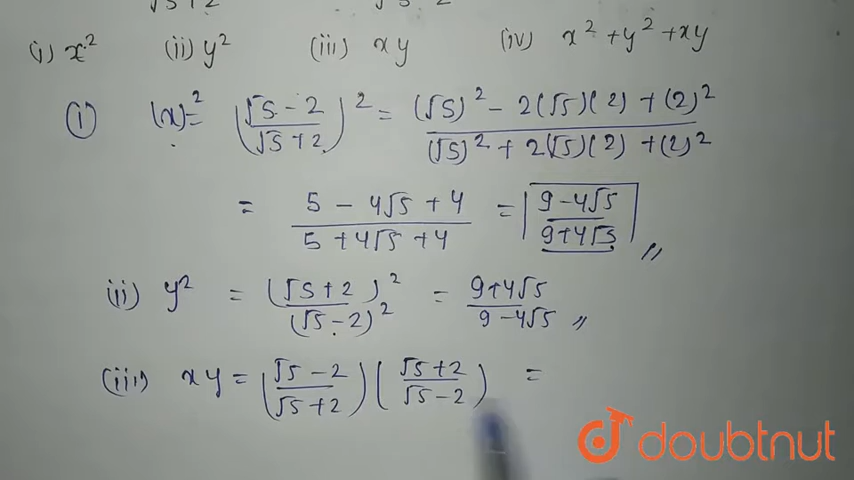 (i) x² (ii) y² (iii) xy (iv) x² + y² + xy
(i) (x)² = ((√5 - 2)/(√5 + 2))² = ((√5)² - 2(√5)(2) + (2)²)/((√5)² + 2(√5)(2) + (2)²)
= (5 - 4√5 + 4)/(5 + 4√5 + 4) = (9 - 4√5)/(9 + 4√5) //
(ii) y² = (√5 + 2)²/(√5 - 2)² = (9 + 4√5)/(9 - 4√5) //
(iii) xy = ((√5 - 2)/(√5 + 2)) ((√5 + 2)/(√5 - 2)) =
doubtnut